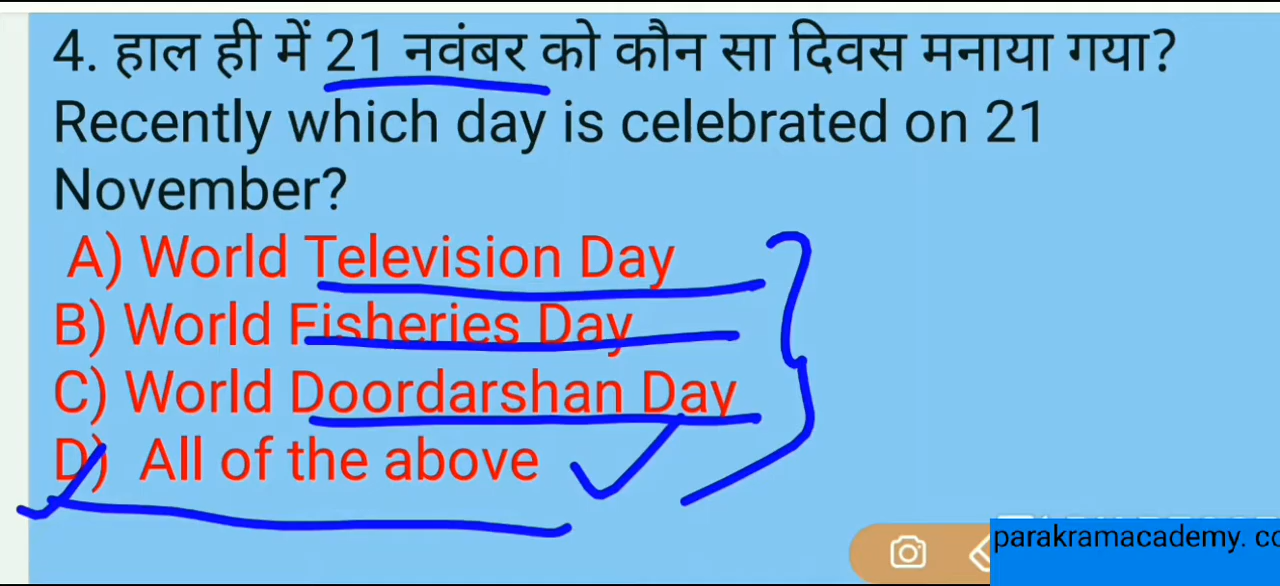 4. हाल ही में 21 नवंबर को कौन सा दिवस मनाया गया?
Recently which day is celebrated on 21
November?
A) World Television Day
B) World Fisheries Day
C) World Doordarshan Day
D) All of the above
parakramacademy. co